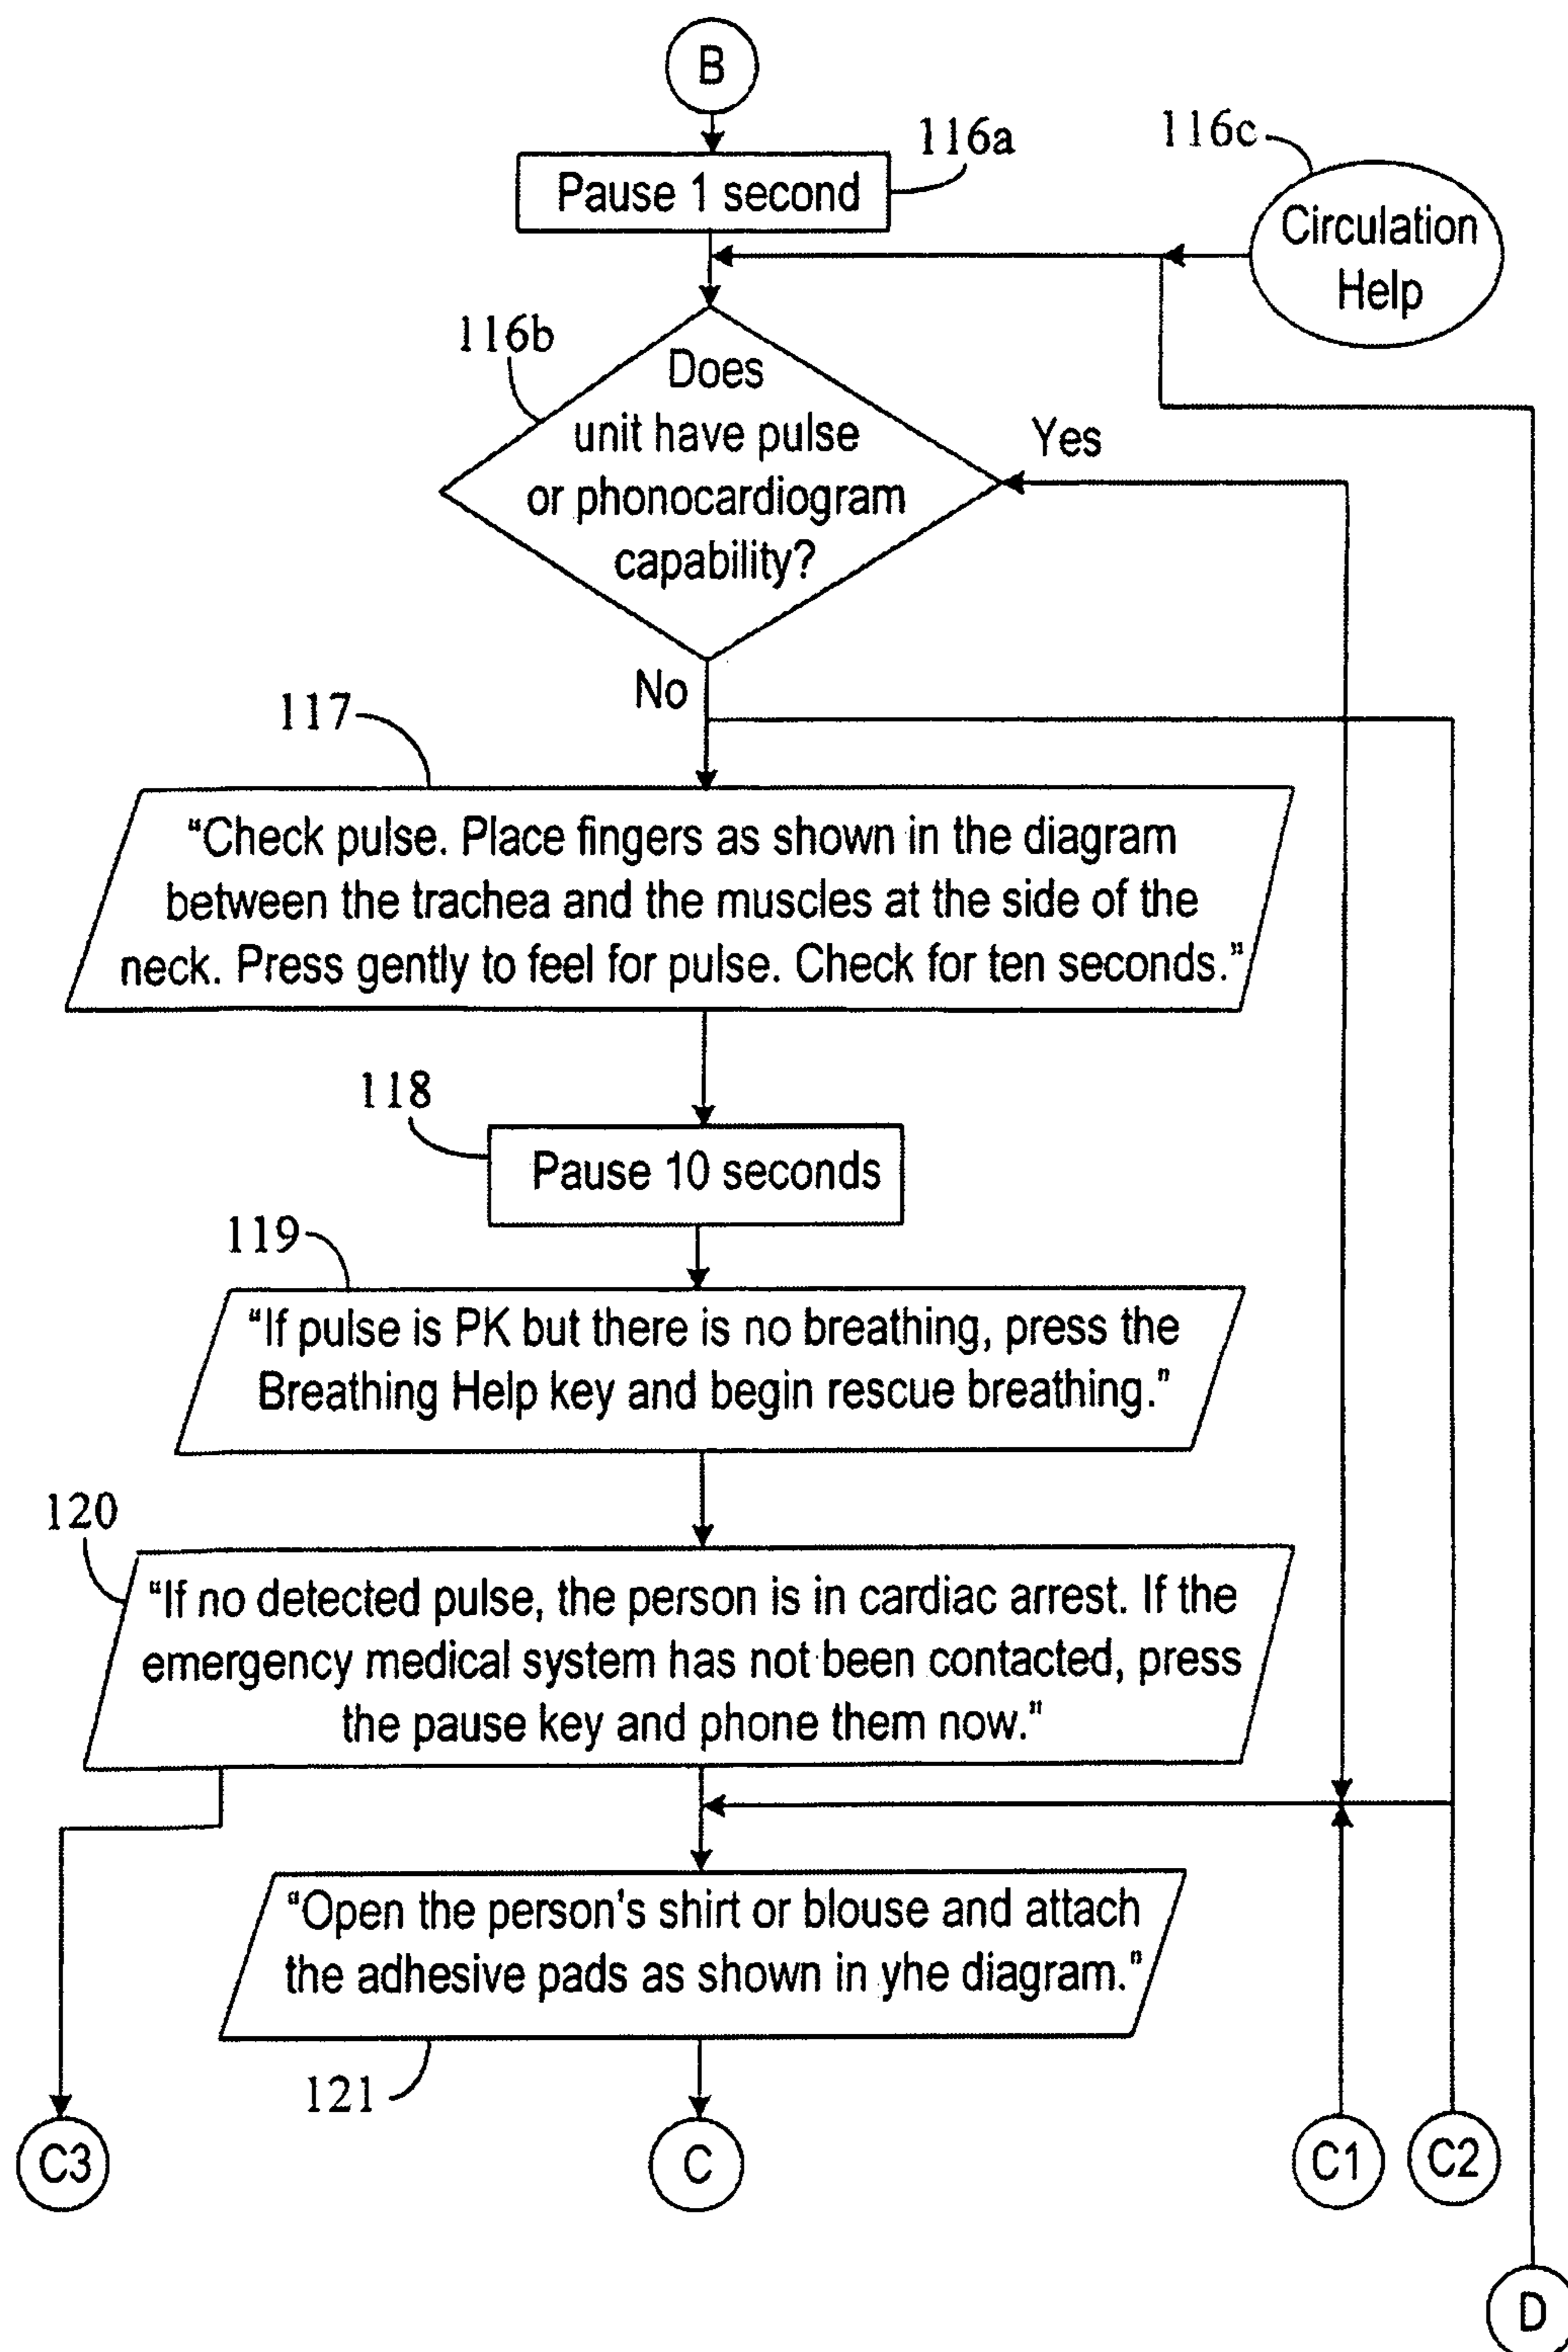 B
116a
Pause 1 second
116c
Circulation
Help
116b
Does
unit have pulse
or phonocardiogram
capability?
Yes
No
117
“Check pulse. Place fingers as shown in the diagram
between the trachea and the muscles at the side of the
neck. Press gently to feel for pulse. Check for ten seconds.”
118
Pause 10 seconds
119
“If pulse is PK but there is no breathing, press the
Breathing Help key and begin rescue breathing.”
120
“If no detected pulse, the person is in cardiac arrest. If the
emergency medical system has not been contacted, press
the pause key and phone them now.”
“Open the person's shirt or blouse and attach
the adhesive pads as shown in yhe diagram.”
121
C3
C
C1
C2
D